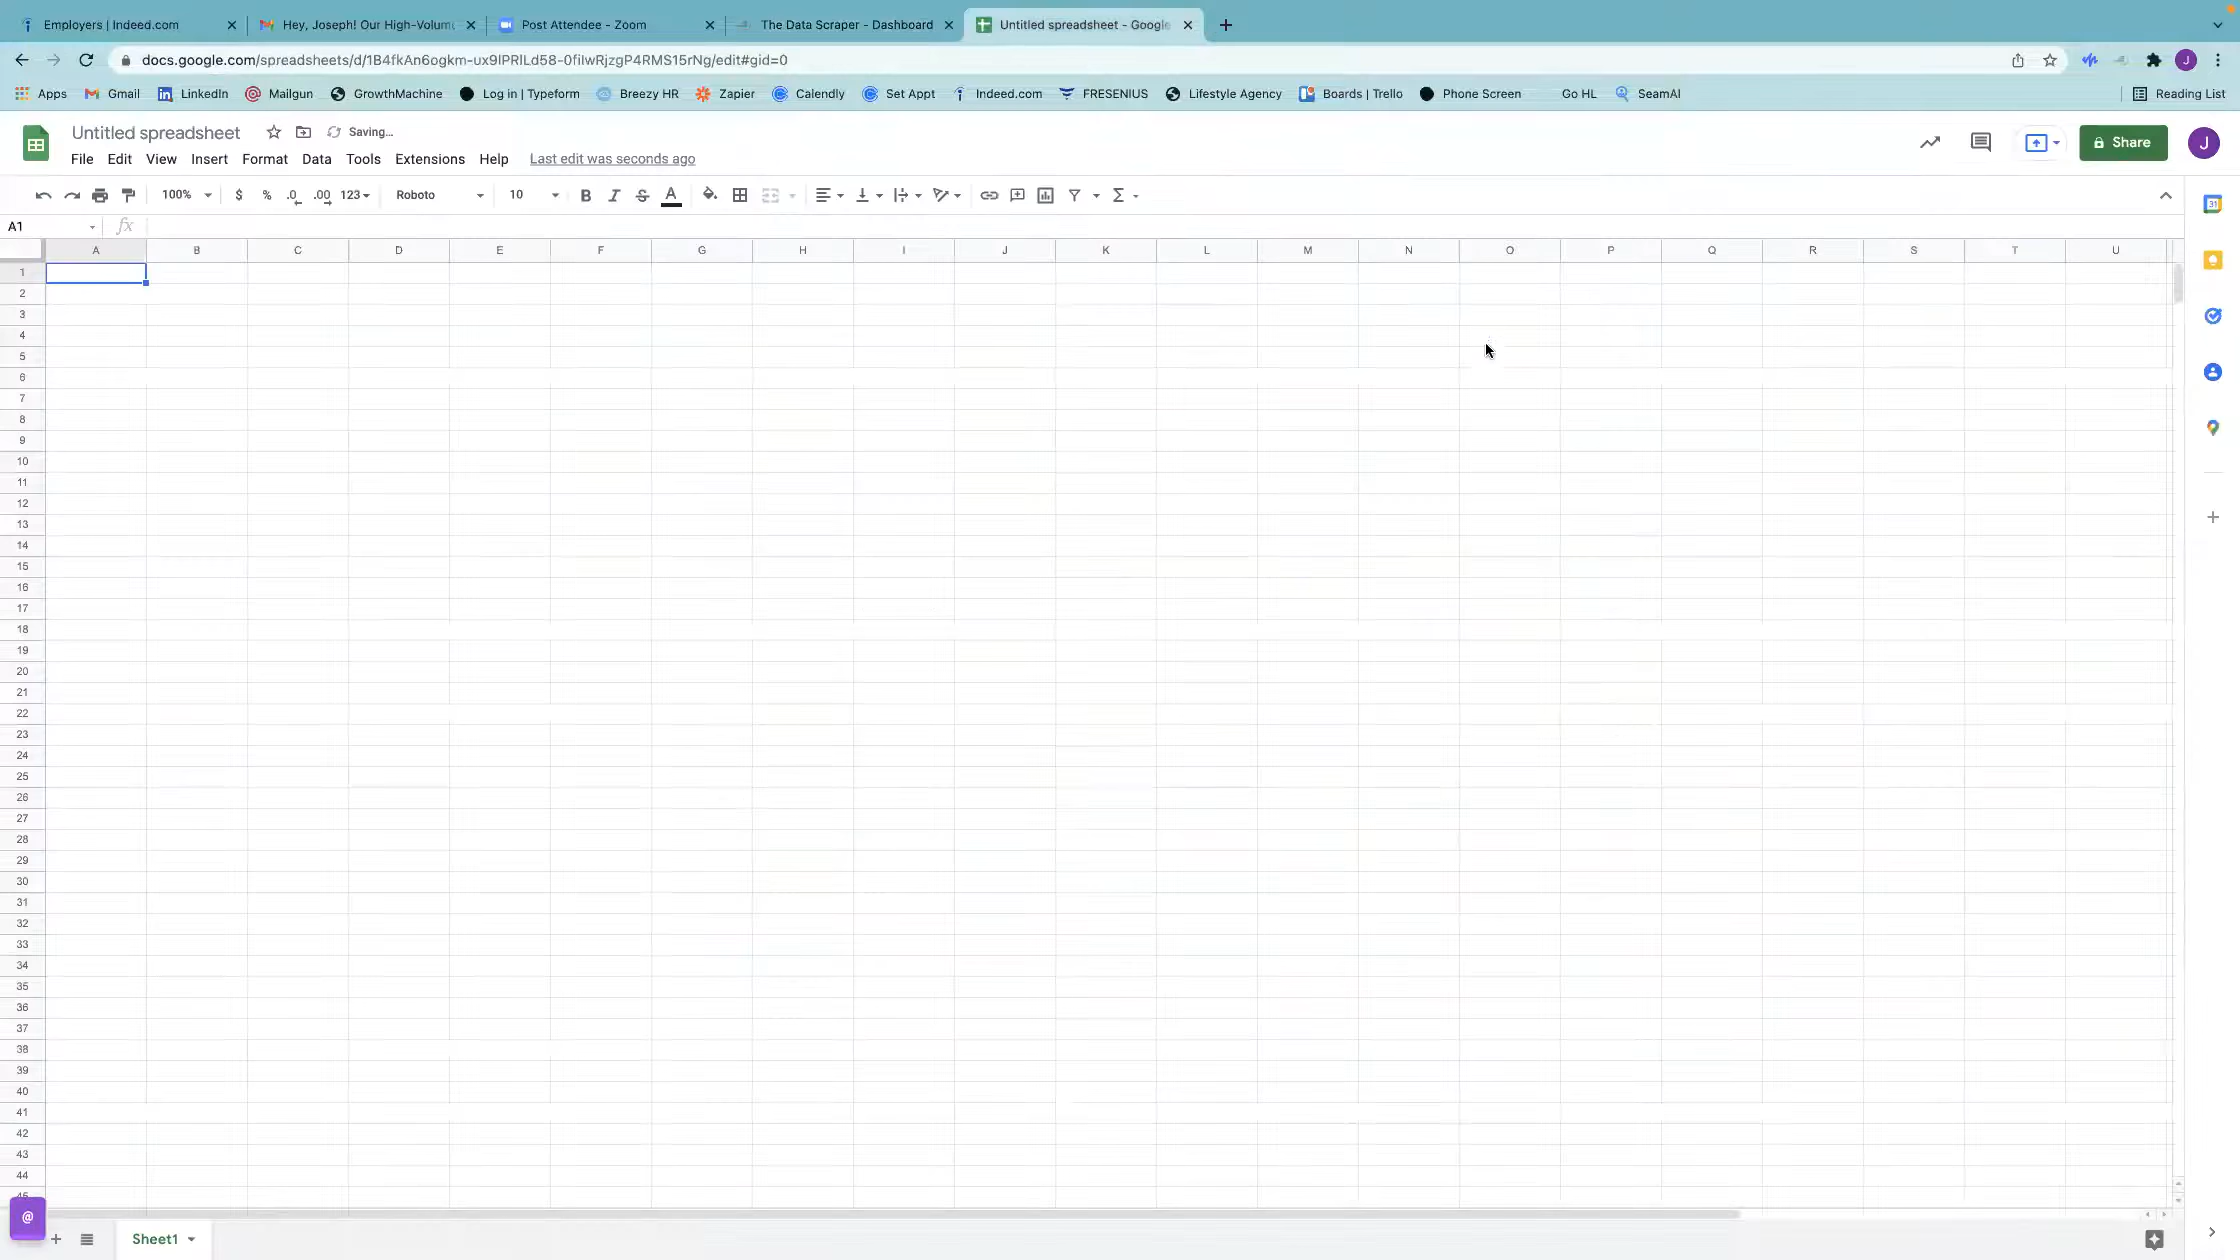 Employers | Indeed.com
Hey, Joseph! Our High-Volum
Post Attendee - Zoom
The Data Scraper - Dashboard
Untitled spreadsheet - Google
docs.google.com/spreadsheets/d/1B4fkAn6ogkm-ux9IPRILd58-0fiIwRjzgP4RMS15rNg/edit#gid=0
J
Apps
Gmail
LinkedIn
Mailgun
GrowthMachine
Log in | Typeform
Breezy HR
Zapier
Calendly
Set Appt
Indeed.com
FRESENIUS
Lifestyle Agency
Boards | Trello
Phone Screen
Go HL
SeamAI
Reading List
Untitled spreadsheet
Saving...
File Edit View Insert Format Data Tools Extensions Help Last edit was seconds ago
Share
J
100% $ % .0 .00 123 Roboto 10 B I S A Σ
31
A1 fx
A B C D E F G H I J K L M N O P Q R S T U
1
2
3
4
5
6
7
8
9
10
11
12
13
14
15
16
17
18
19
20
21
22
23
24
25
26
27
28
29
30
31
32
33
34
35
36
37
38
39
40
41
42
43
44
45
@
Sheet1